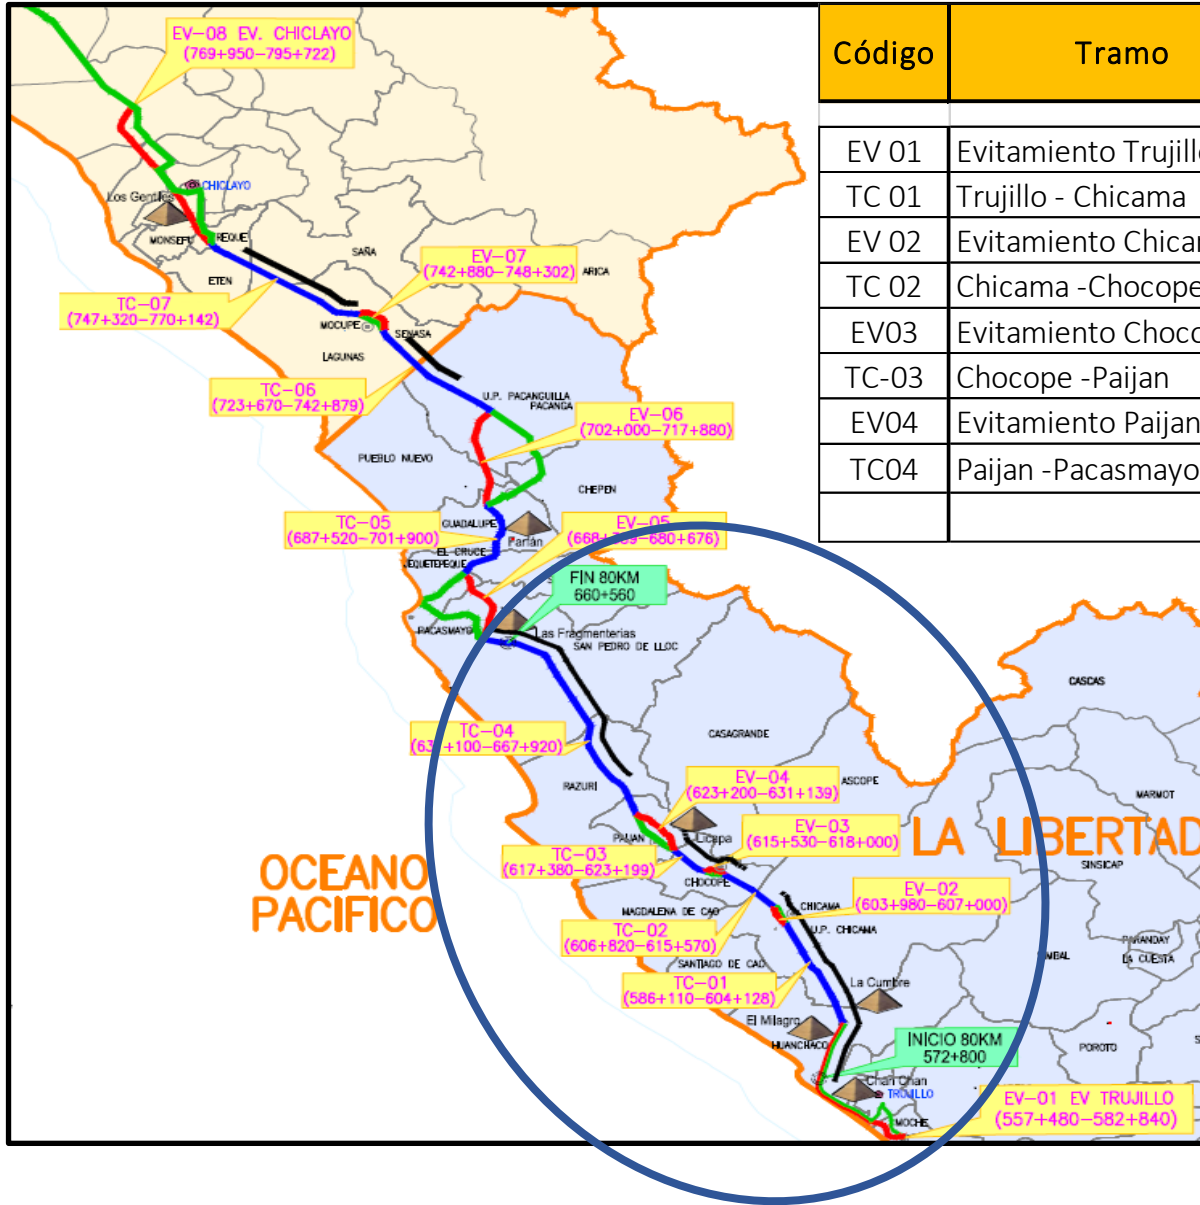 EV-08 EV. CHICLAYO
(769+950-795+722)
CHICLAYO
Los Gentiles
MONSEFU
REQUE
ETEN
SAÑA
EV-07
(742+880-748+302)
ARICA
TC-07
(747+320-770+142)
MOCUPE
SENASA
LAGUNAS
TC-06
(723+670-742+879)
U.P. PACANGUILLA
PACANGA
EV-06
(702+000-717+880)
PUEBLO NUEVO
CHEPEN
TC-05
(687+520-701+900)
GUADALUPE
EV-05
Farfán
EL CRUCE
JEQUETEPEQUE
FIN 80KM
660+560
PACASMAYO
Las Fragmenterias
SAN PEDRO DE LLOC
CASCAS
TC-04
CASAGRANDE
EV-04
(623+200-631+139)
ASCOPE
RAZURI
MARMOT
PAIJAN
Licapa
EV-03
(615+530-618+000)
LA LIBERTAD
SINSICAP
TC-03
(617+380-623+199)
CHOCOPE
OCEANO
PACIFICO
EV-02
(603+980-607+000)
MAGDALENA DE CAO
CHICAMA
U.P. CHICAMA
TC-02
(606+820-615+570)
SANTIAGO DE CAO
LA CUESTA
TC-01
(586+110-604+128)
La Cumbre
El Milagro
HUANCHACO
INICIO 80KM
572+800
POROTO
Chan Chan
TRUJILLO
MOCHE
EV-01 EV TRUJILLO
(557+480-582+840)
Código Tramo
EV 01 Evitamiento Trujill
TC 01 Trujillo - Chicama
EV 02 Evitamiento Chica
TC 02 Chicama -Chocope
EV03 Evitamiento Choco
TC-03 Chocope -Paijan
EV04 Evitamiento Paijan
TC04 Paijan -Pacasmayo